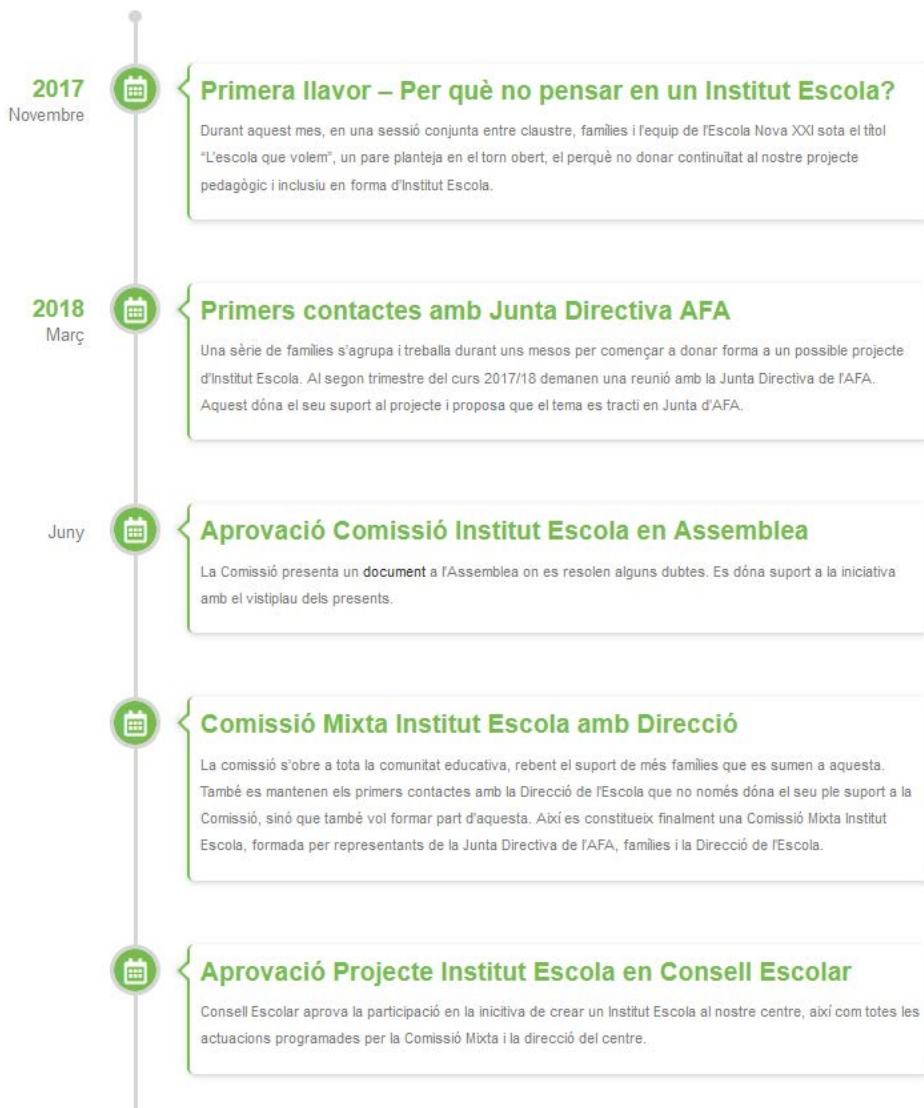 2017
Novembre
Primera llavor – Per què no pensar en un Institut Escola?
Durant aquest mes, en una sessió conjunta entre claustre, famílies i l'equip de l'Escola Nova XXI sota el títol
“L'escola que volem”, un pare planteja en el torn obert, el perquè no donar continuïtat al nostre projecte
pedagògic i inclusiu en forma d'Institut Escola.
2018
Març
Primers contactes amb Junta Directiva AFA
Una sèrie de famílies s'agrupa i treballa durant uns mesos per començar a donar forma a un possible projecte
d'Institut Escola. Al segon trimestre del curs 2017/18 demanen una reunió amb la Junta Directiva de l'AFA.
Aquest dóna el seu suport al projecte i proposa que el tema es tracti en Junta d'AFA.
Juny
Aprovació Comissió Institut Escola en Assemblea
La Comissió presenta un document a l'Assemblea on es resolen alguns dubtes. Es dóna suport a la iniciativa
amb el vistiplau dels presents.
Comissió Mixta Institut Escola amb Direcció
La comissió s'obre a tota la comunitat educativa, rebent el suport de més famílies que es sumen a aquesta.
També es mantenen els primers contactes amb la Direcció de l'Escola que no només dóna el seu ple suport a la
Comissió, sinó que també vol formar part d'aquesta. Així es constitueix finalment una Comissió Mixta Institut
Escola, formada per representants de la Junta Directiva de l'AFA, famílies i la Direcció de l'Escola.
Aprovació Projecte Institut Escola en Consell Escolar
Consell Escolar aprova la participació en la inicitiva de crear un Institut Escola al nostre centre, així com totes les
actuacions programades per la Comissió Mixta i la direcció del centre.